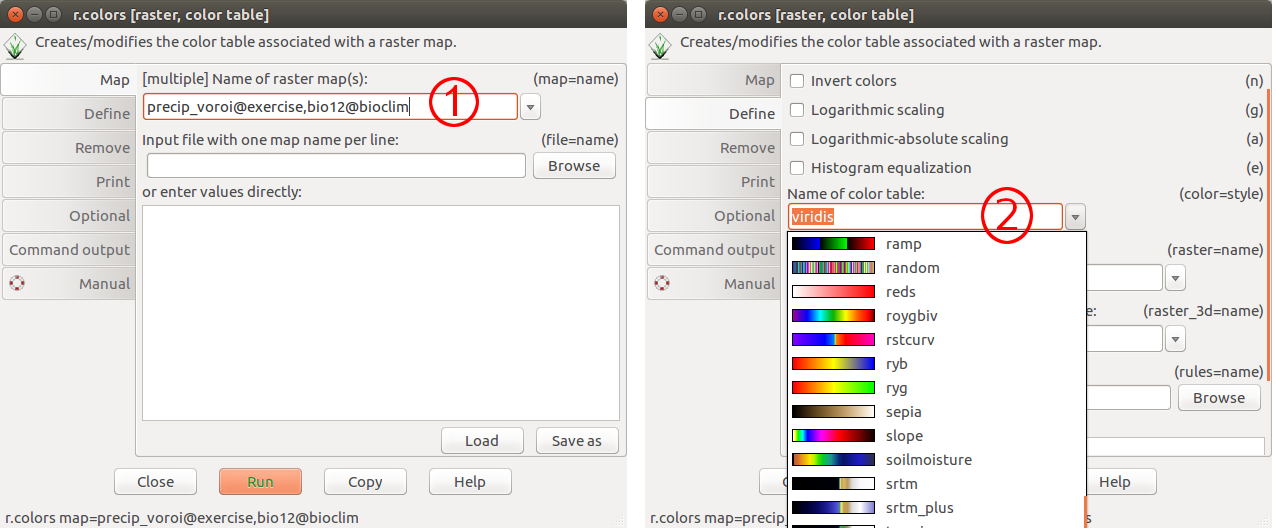 r.colors [raster, color table]
Creates/modifies the color table associated with a raster map.
Map
Define
Remove
Print
Optional
Command output
Manual
[multiple] Name of raster map(s): (map=name)
precip_voroi@exercise,bio12@bioclim
1
Input file with one map name per line: (file=name)
Browse
or enter values directly:
Load Save as
Close Run Copy Help
r.colors map=precip_voroi@exercise,bio12@bioclim
r.colors [raster, color table]
Creates/modifies the color table associated with a raster map.
Map
Define
Remove
Print
Optional
Command output
Manual
Invert colors (n)
Logarithmic scaling (g)
Logarithmic-absolute scaling (a)
Histogram equalization (e)
Name of color table: (color=style)
viridis
2
ramp
random
reds
roygbiv
rstcurv
ryb
ryg
sepia
slope
soilmoisture
srtm
srtm_plus
(raster=name)
e: (raster_3d=name)
(rules=name)
Browse
Help
r.colors map=precip
s